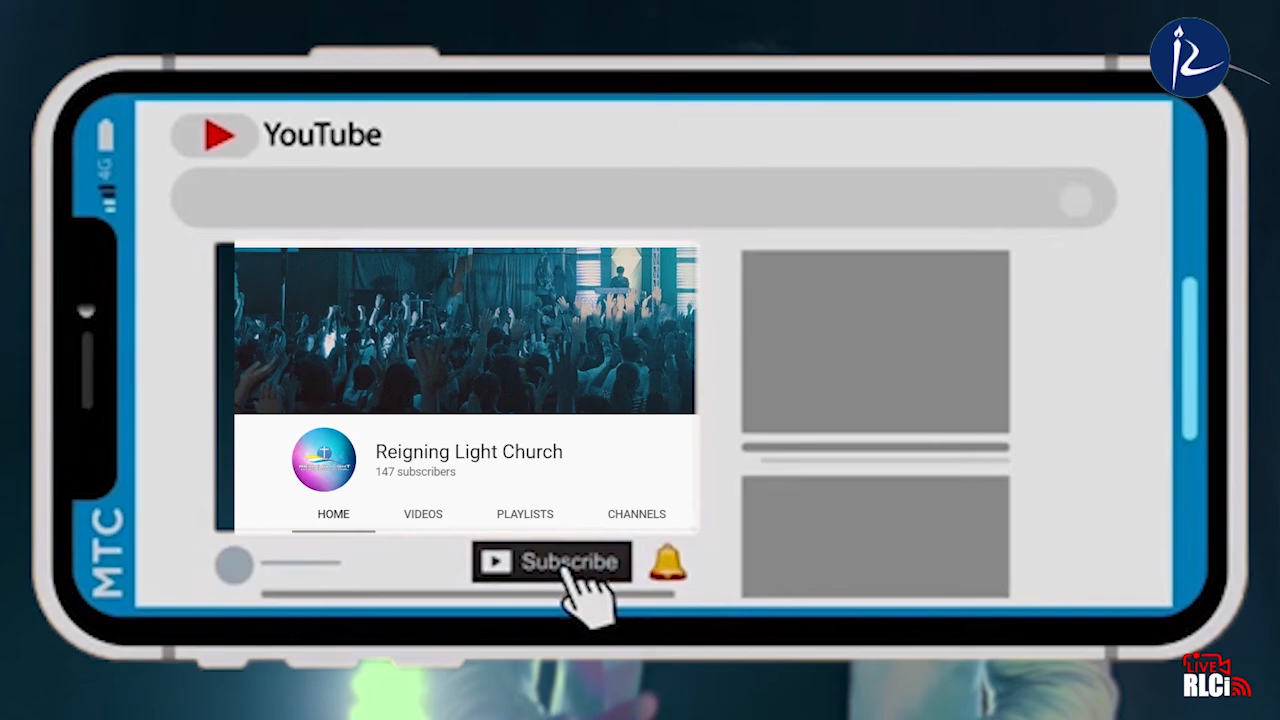 YouTube
4G
MTC
Reigning Light Church
147 subscribers
HOME VIDEOS PLAYLISTS CHANNELS
Subscribe
LIVE
RLCi